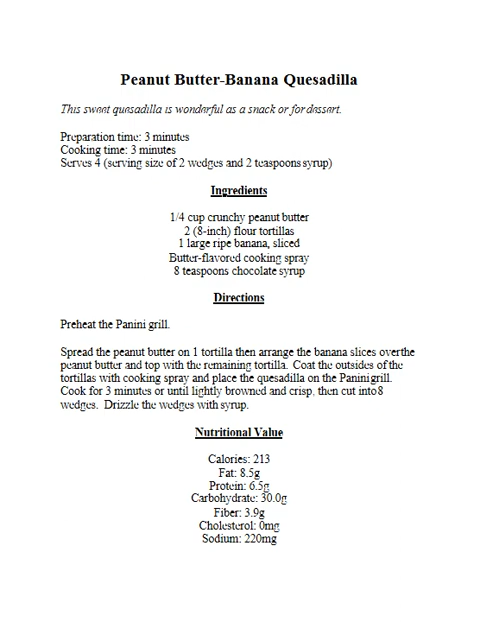 Peanut Butter-Banana Quesadilla
This sweet quesadilla is wonderful as a snack or for dessert.
Preparation time: 3 minutes
Cooking time: 3 minutes
Serves 4 (serving size of 2 wedges and 2 teaspoons syrup)
Ingredients
1/4 cup crunchy peanut butter
2 (8-inch) flour tortillas
1 large ripe banana, sliced
Butter-flavored cooking spray
8 teaspoons chocolate syrup
Directions
Preheat the Panini grill.
Spread the peanut butter on 1 tortilla then arrange the banana slices over the
peanut butter and top with the remaining tortilla. Coat the outsides of the
tortillas with cooking spray and place the quesadilla on the Panini grill.
Cook for 3 minutes or until lightly browned and crisp, then cut into 8
wedges. Drizzle the wedges with syrup.
Nutritional Value
Calories: 213
Fat: 8.5g
Protein: 6.5g
Carbohydrate: 30.0g
Fiber: 3.9g
Cholesterol: 0mg
Sodium: 220mg